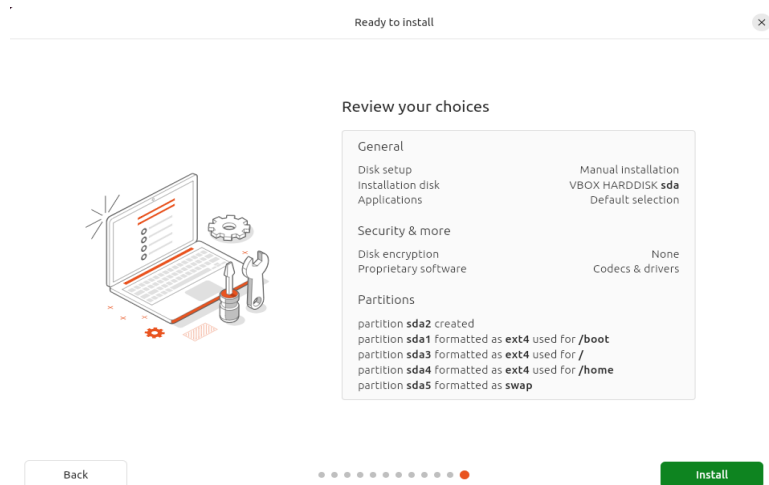 Ready to install
Review your choices
General
Disk setup Manual installation
Installation disk VBOX HARDDISK sda
Applications Default selection
Security & more
Disk encryption None
Proprietary software Codecs & drivers
Partitions
partition sda2 created
partition sda1 formatted as ext4 used for /boot
partition sda3 formatted as ext4 used for /
partition sda4 formatted as ext4 used for /home
partition sda5 formatted as swap
Back Install